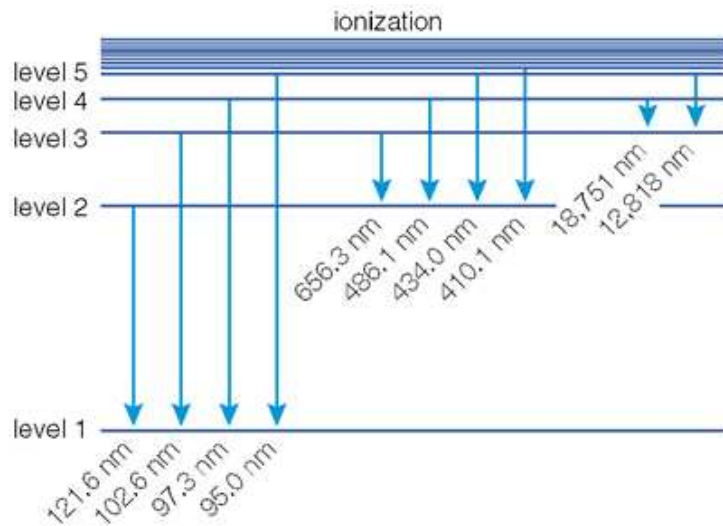 ionization
level 5
level 4
level 3
level 2
18,751 nm
12,818 nm
656.3 nm
486.1 nm
434.0 nm
410.1 nm
level 1
121.6 nm
102.6 nm
97.3 nm
95.0 nm